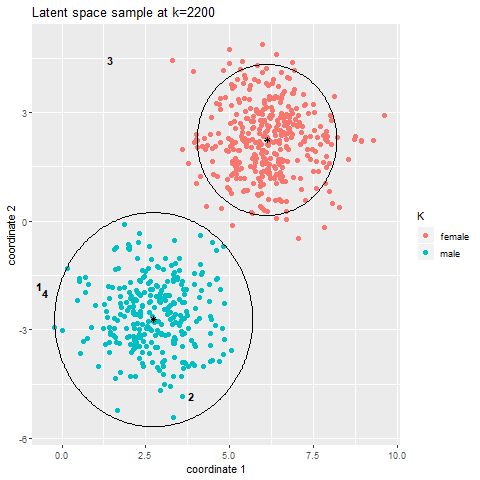 Latent space sample at k=2200
3
3
0
1
4
-3
2
-6
0.0 2.5 5.0 7.5 10.0
coordinate 1
coordinate 2
K
female
male